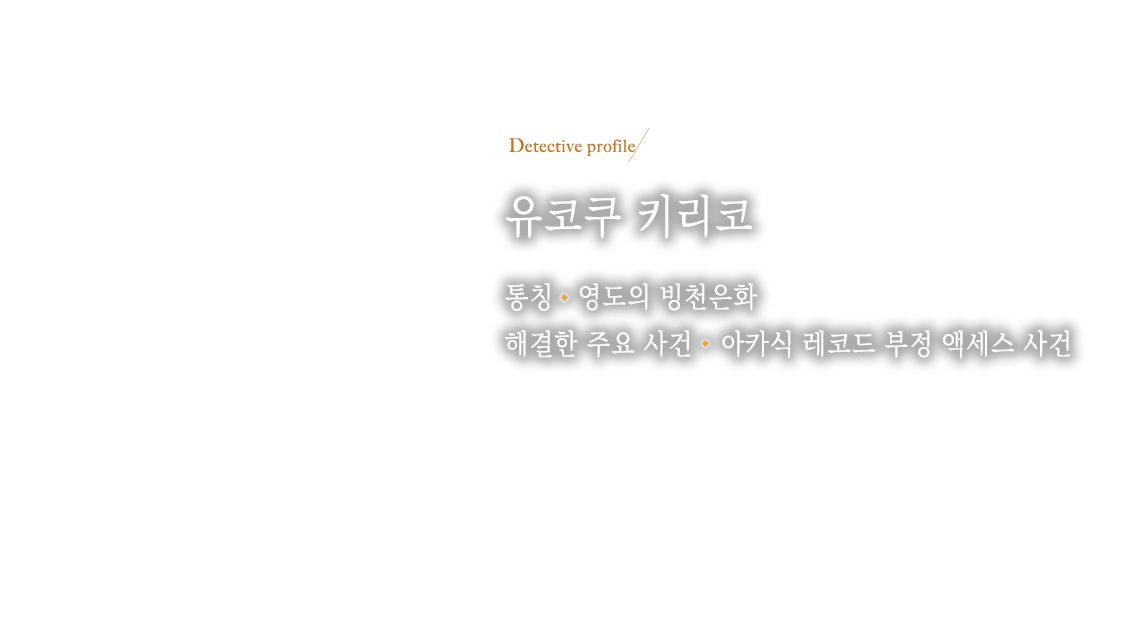 Detective profile
유코쿠 키리코
통칭 ◆ 영도의 빙천은화
해결한 주요 사건 ◆ 아카식 레코드 부정 액세스 사건